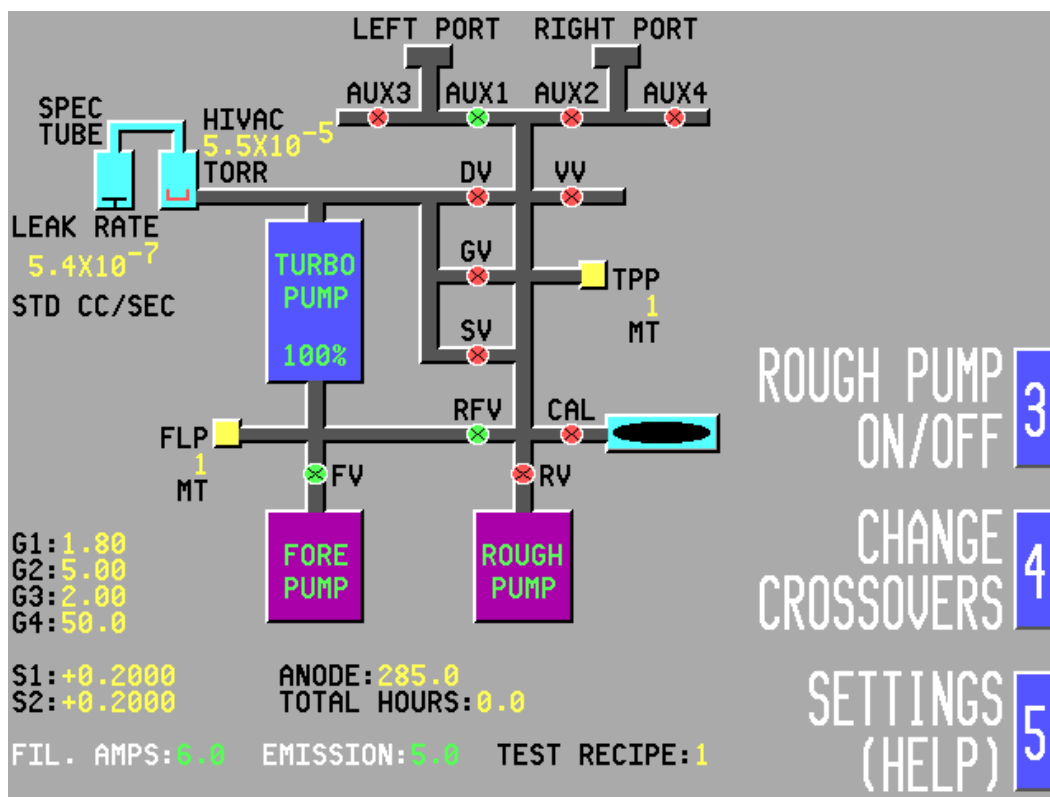 LEFT PORT RIGHT PORT
AUX3 AUX1 AUX2 AUX4
SPEC
TUBE
HIVAC
5.5X10-5
TORR
DV VV
LEAK RATE
5.4X10-7
STD CC/SEC
TURBO
PUMP
100%
GV
TPP
1
MT
SV
RFV CAL
FLP
1
MT
FV RV
FORE
PUMP
ROUGH
PUMP
G1:1.80
G2:5.00
G3:2.00
G4:50.0
S1:+0.2000
S2:+0.2000
ANODE:285.0
TOTAL HOURS:0.0
FIL. AMPS:6.0 EMISSION:5.0 TEST RECIPE:1
ROUGH PUMP
ON/OFF
3
CHANGE
CROSSOVERS
4
SETTINGS
(HELP)
5